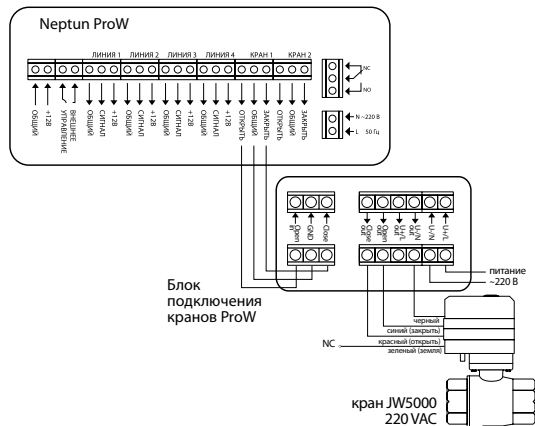 Neptun ProW
ЛИНИЯ 1 ЛИНИЯ 2 ЛИНИЯ 3 ЛИНИЯ 4 КРАН 1 КРАН 2
ОБЩИЙ
+12В
ВНЕШНЕЕ
УПРАВЛЕНИЕ
ОБЩИЙ
СИГНАЛ
+12В
ОБЩИЙ
СИГНАЛ
+12В
ОБЩИЙ
СИГНАЛ
+12В
ОБЩИЙ
СИГНАЛ
+12В
ОТКРЫТЬ
ОБЩИЙ
ЗАКРЫТЬ
ОТКРЫТЬ
ОБЩИЙ
ЗАКРЫТЬ
NC
NO
N ~220 В
L 50 Гц
Open in
GND
Close
Close out
Open out
U+/L out
U-/N out
U-/N
U+/L
Блок
подключения
кранов ProW
питание
~220 В
черный
синий (закрыть)
красный (открыть)
зеленый (земля)
NC
кран JW5000
220 VAC